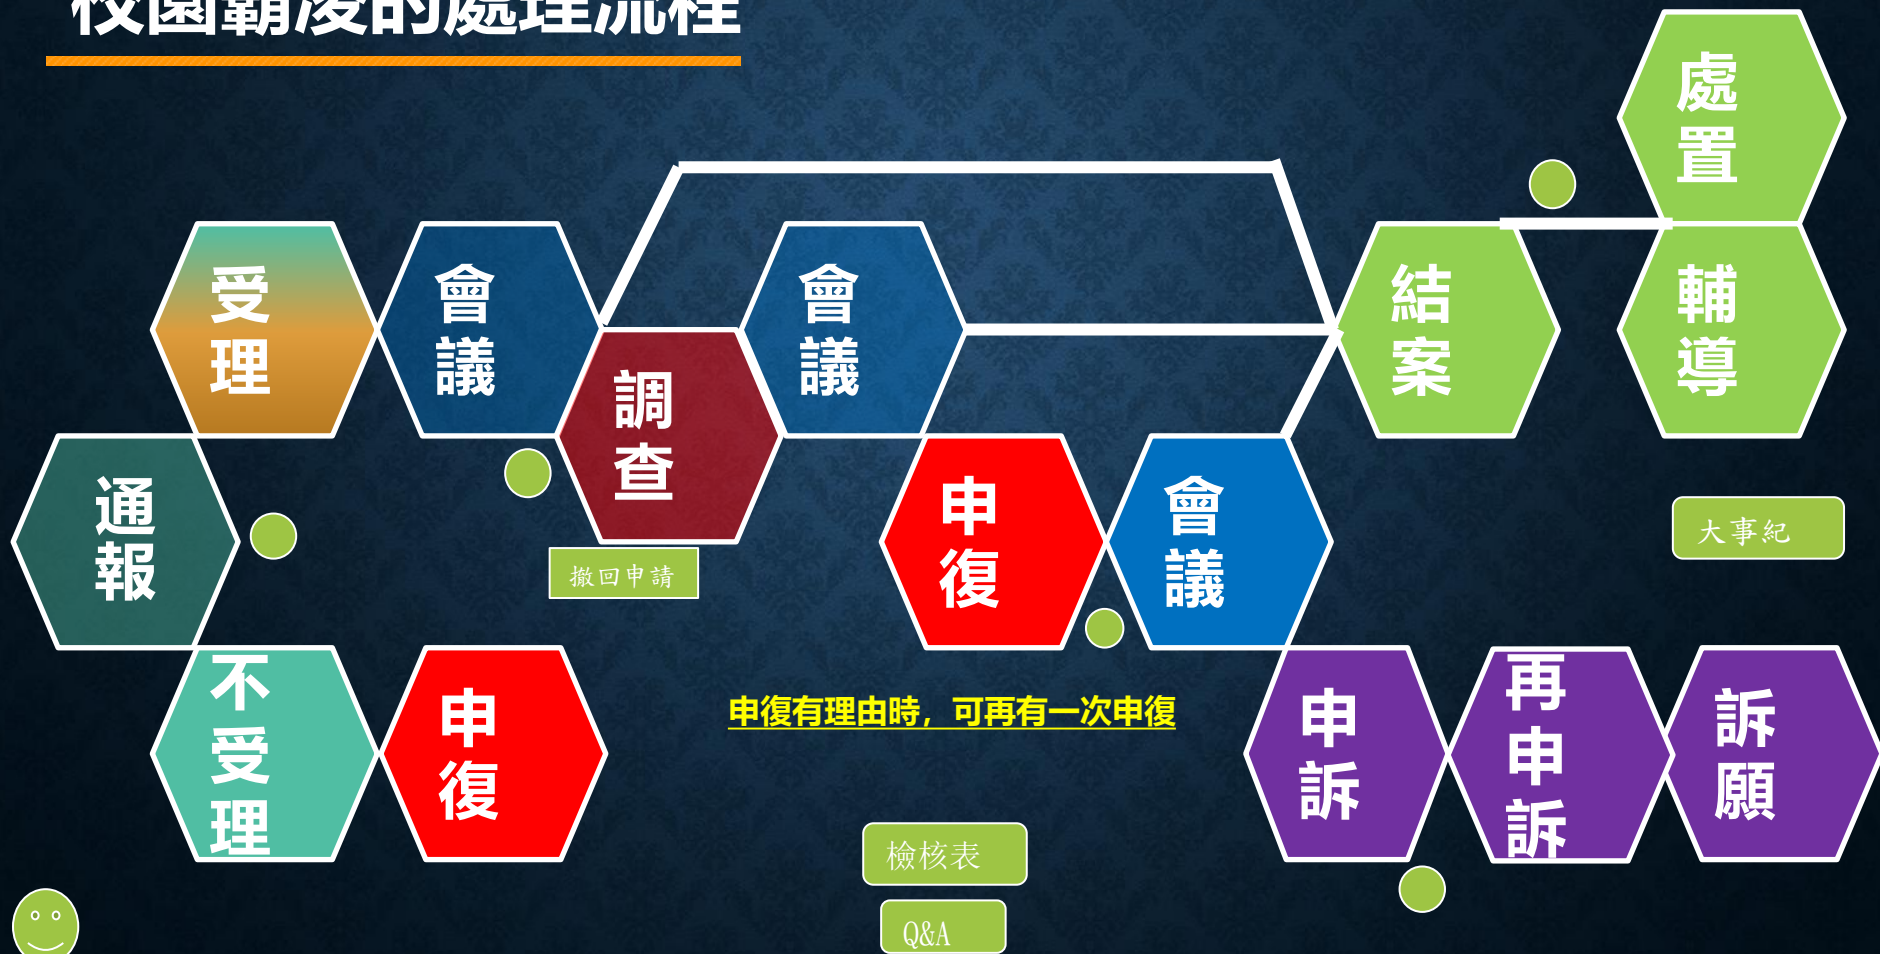 校園霸凌的處理流程
處置
受理
會議
調查
會議
結案
輔導
通報
撤回申請
申復
會議
大事紀
不受理
申復
申復有理由時，可再有一次申復
申訴
再申訴
訴願
檢核表
Q&A